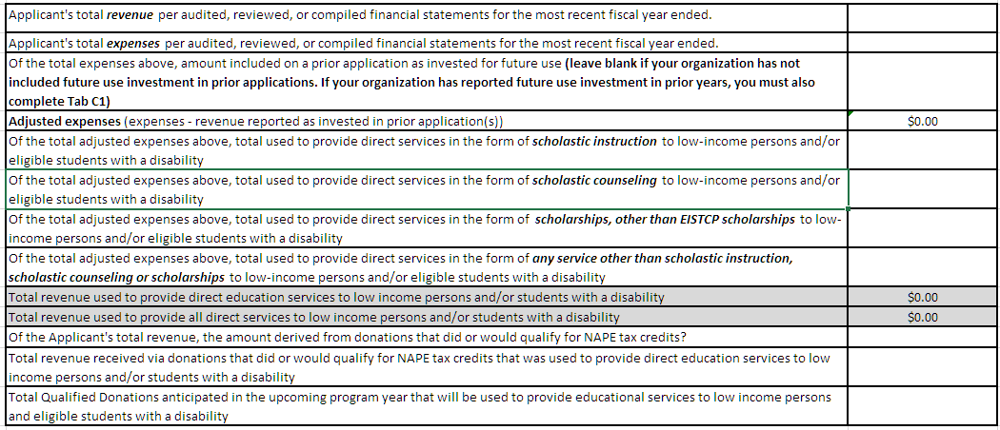 Applicant's total revenue per audited, reviewed, or compiled financial statements for the most recent fiscal year ended.
Applicant's total expenses per audited, reviewed, or compiled financial statements for the most recent fiscal year ended.
Of the total expenses above, amount included on a prior application as invested for future use (leave blank if your organization has not
included future use investment in prior applications. If your organization has reported future use investment in prior years, you must also
complete Tab C1)
Adjusted expenses (expenses - revenue reported as invested in prior application(s)) $0.00
Of the total adjusted expenses above, total used to provide direct services in the form of scholastic instruction to low-income persons and/or
eligible students with a disability
Of the total adjusted expenses above, total used to provide direct services in the form of scholastic counseling to low-income persons and/or
eligible students with a disability
Of the total adjusted expenses above, total used to provide direct services in the form of scholarships, other than EISTCP scholarships to low-
income persons and/or eligible students with a disability
Of the total adjusted expenses above, total used to provide direct services in the form of any service other than scholastic instruction,
scholastic counseling or scholarships to low-income persons and/or eligible students with a disability
Total revenue used to provide direct education services to low income persons and/or students with a disability $0.00
Total revenue used to provide all direct services to low income persons and/or students with a disability $0.00
Of the Applicant's total revenue, the amount derived from donations that did or would qualify for NAPE tax credits?
Total revenue received via donations that did or would qualify for NAPE tax credits that was used to provide direct education services to low
income persons and/or students with a disability
Total Qualified Donations anticipated in the upcoming program year that will be used to provide educational services to low income persons
and eligible students with a disability